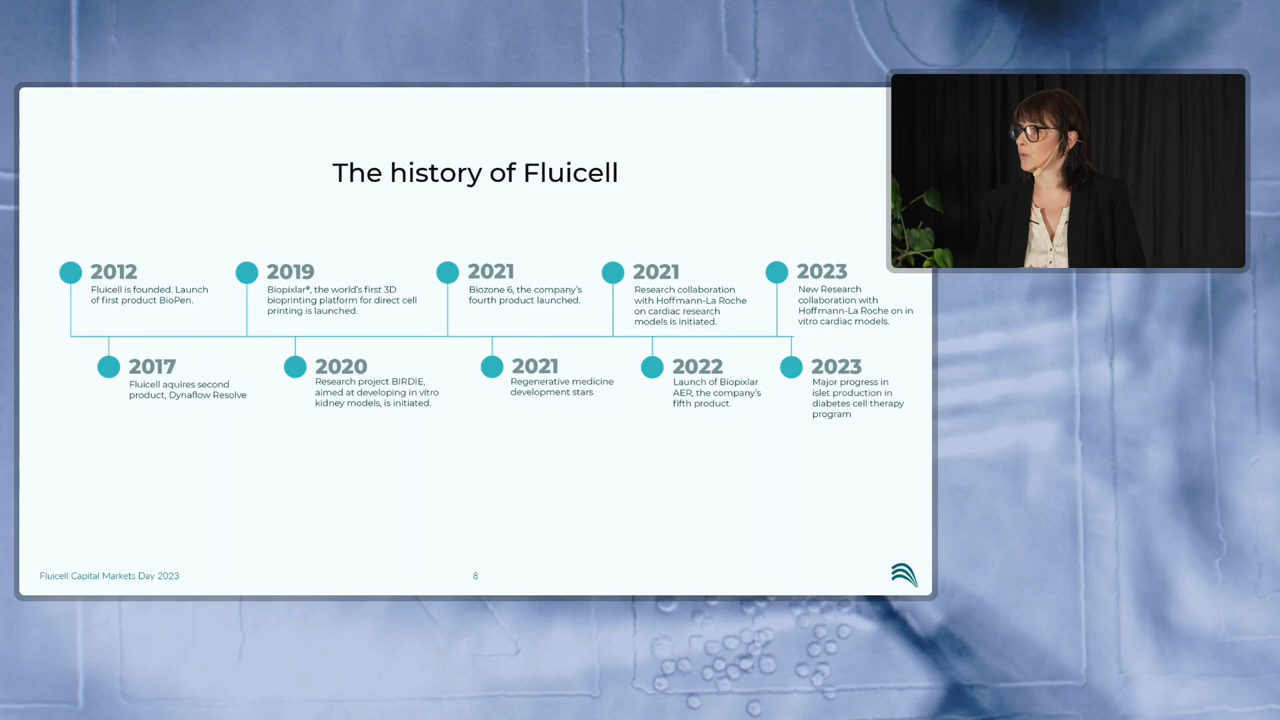 The history of Fluicell
2012
Fluicell is founded. Launch
of first product BioPen.
2019
Biopixlar®, the world's first 3D
bioprinting platform for direct cell
printing is launched.
2021
Biozone 6, the company's
fourth product launched.
2021
Research collaboration
with Hoffmann-La Roche
on cardiac research
models is initiated.
2023
New Research
collaboration with
Hoffmann-La Roche on in
vitro cardiac models.
2017
Fluicell aquires second
product, Dynaflow Resolve
2020
Research project BIRDIE,
aimed at developing in vitro
kidney models, is initiated.
2021
Regenerative medicine
development stars
2022
Launch of Biopixlar
AER, the company's
fifth product.
2023
Major progress in
islet production in
diabetes cell therapy
program
Fluicell Capital Markets Day 2023
8